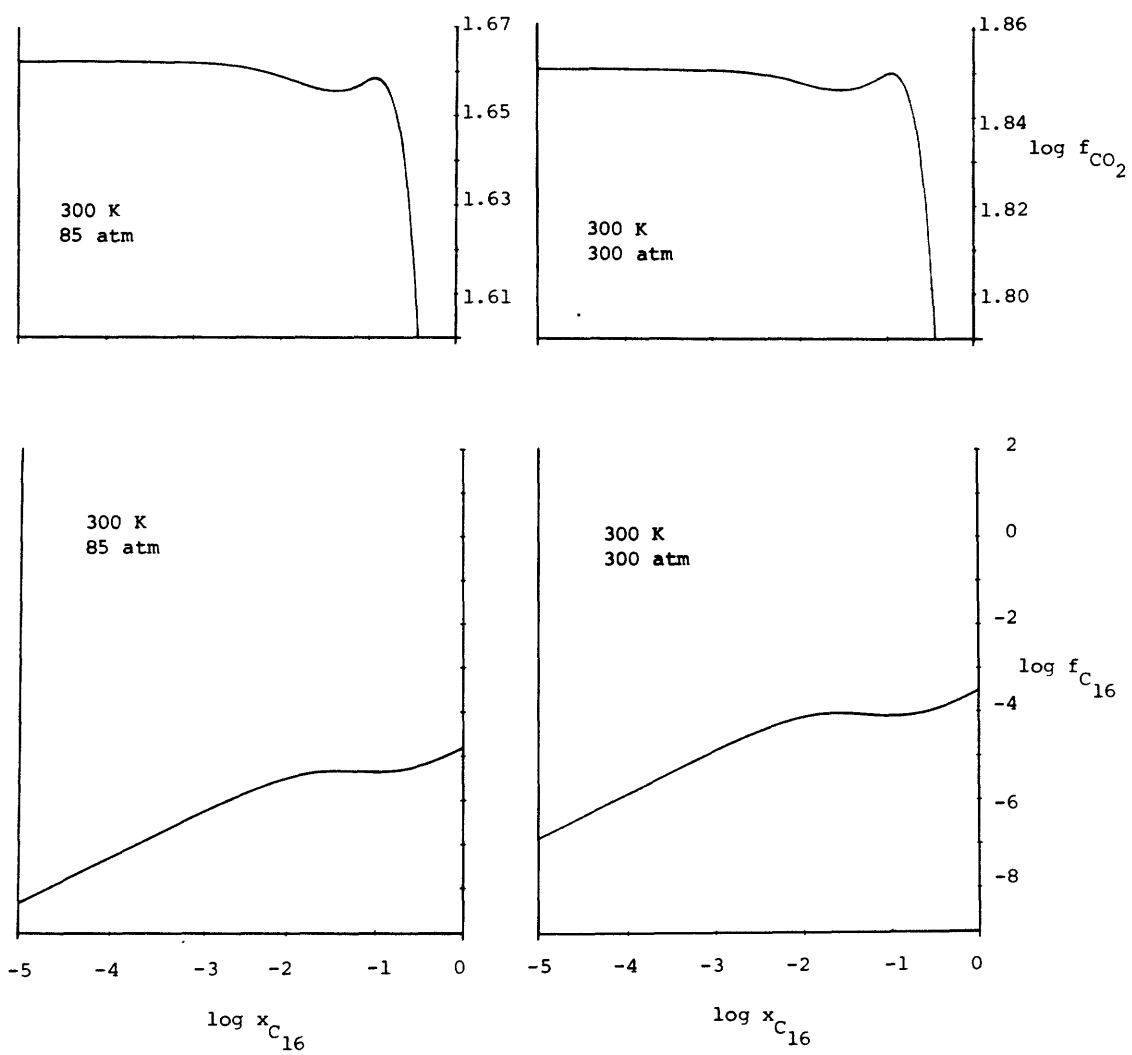 1.67
1.65
1.63
1.61
300 K
85 atm
1.86
1.84
1.82
1.80
log f_CO2
300 K
300 atm
300 K
85 atm
-5 -4 -3 -2 -1 0
log x_C16
300 K
300 atm
2
0
-2
-4
-6
-8
log f_C16
-5 -4 -3 -2 -1 0
log x_C16